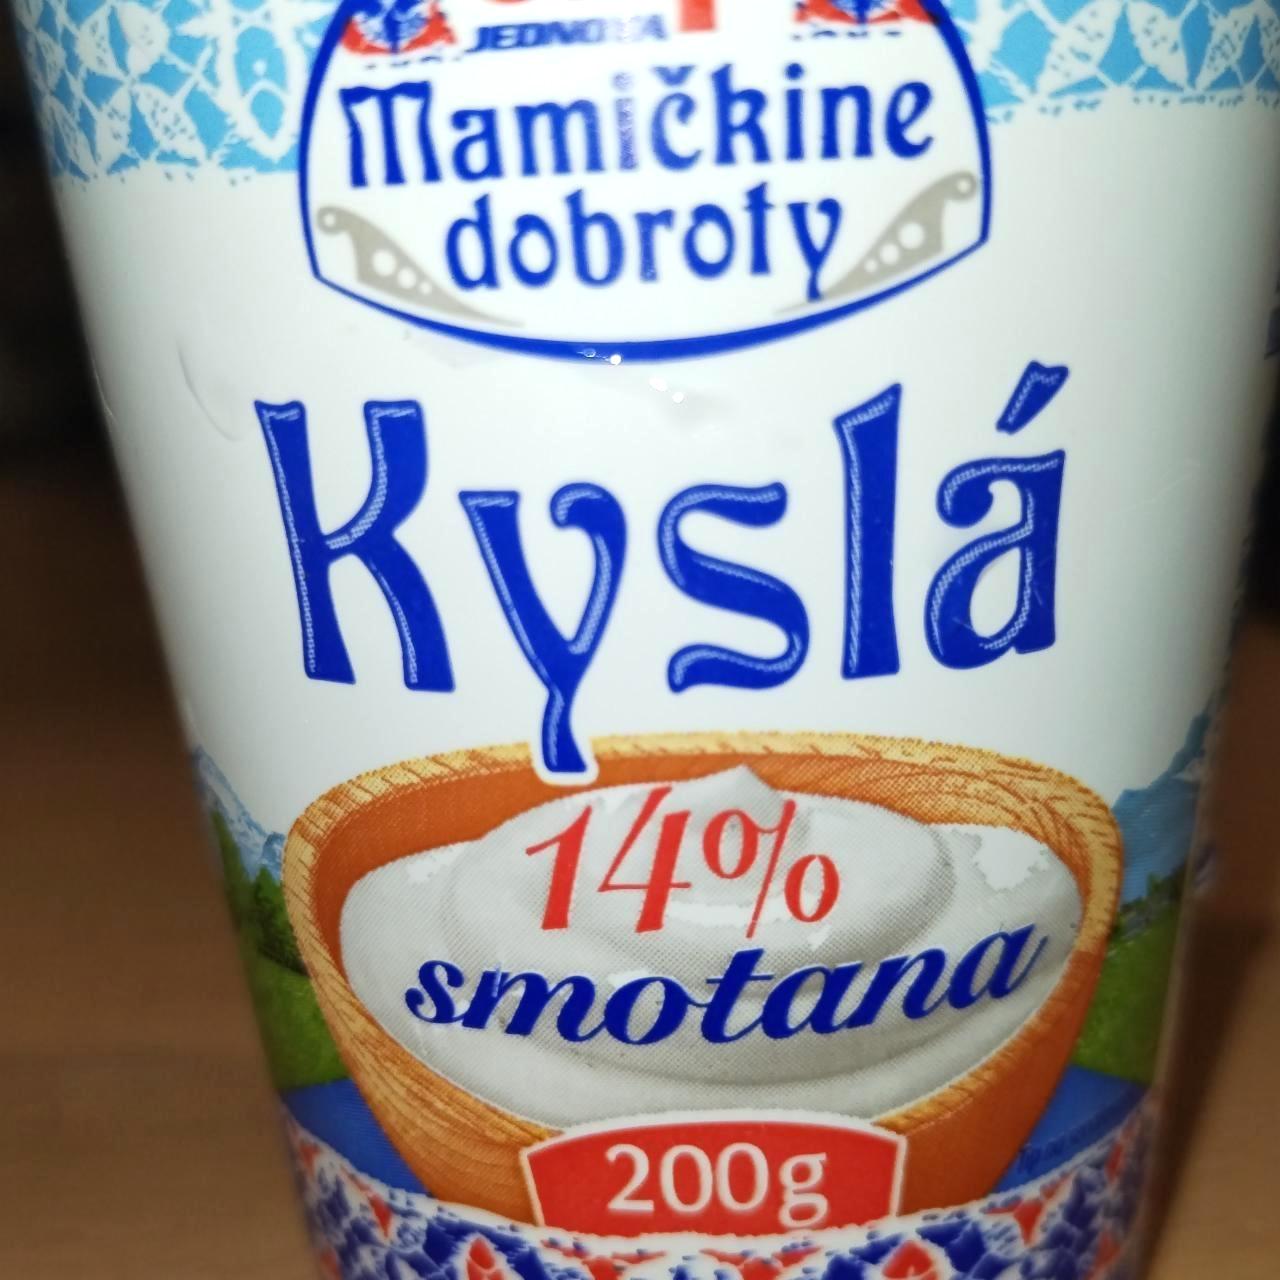 JEDNOTA
Mamičkine
dobroty
Kyslá
14%
smotana
200g